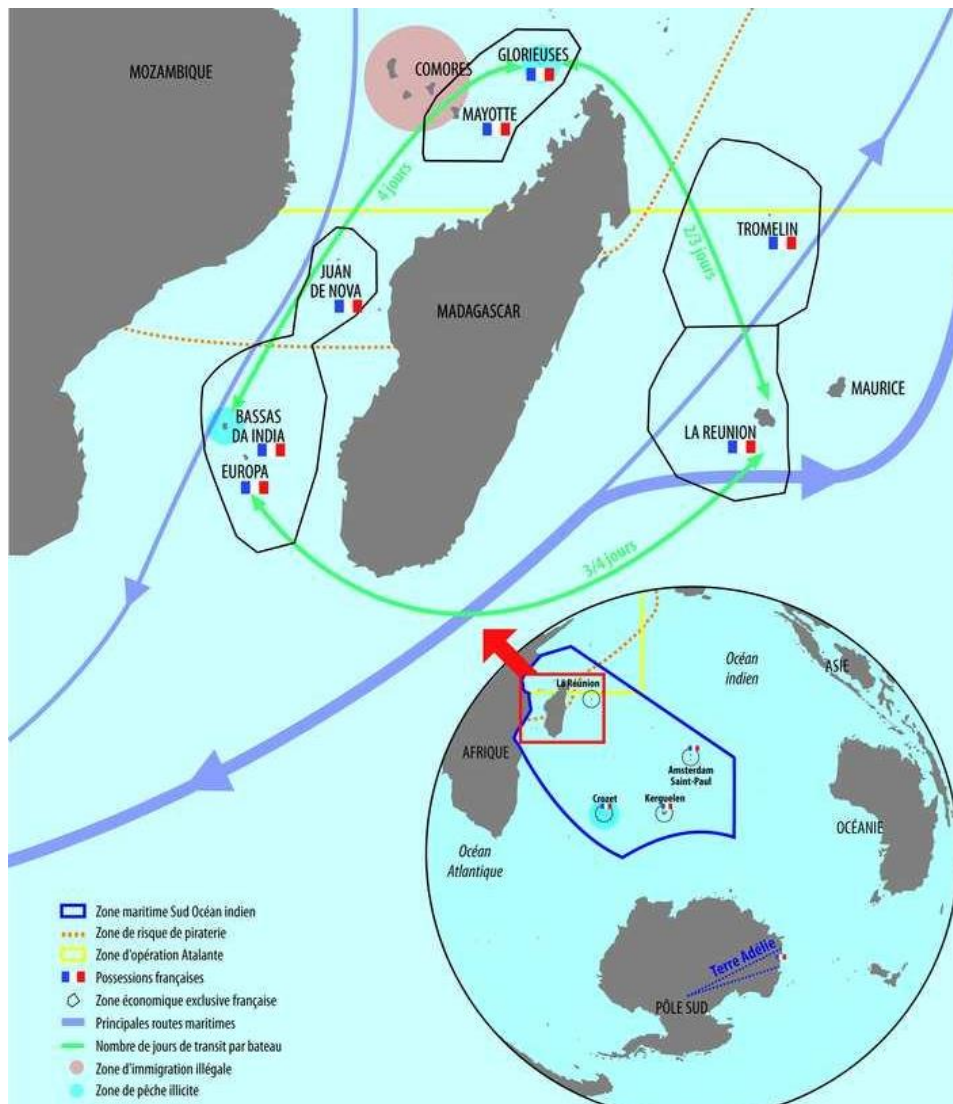 MOZAMBIQUE
COMORES
GLORIEUSES
MAYOTTE
4 jours
2/3 jours
TROMELIN
JUAN
DE NOVA
MADAGASCAR
MAURICE
BASSAS
DA INDIA
EUROPA
LA REUNION
3/4 jours
Océan
indien
ASIE
La Réunion
AFRIQUE
Amsterdam
Saint-Paul
Crozet
Kerguelen
OCÉANIE
Océan
Atlantique
Terre Adélie
PÔLE SUD
Zone maritime Sud Océan indien
Zone de risque de piraterie
Zone d'opération Atalante
Possessions françaises
Zone économique exclusive française
Principales routes maritimes
Nombre de jours de transit par bateau
Zone d'immigration illégale
Zone de pêche illicite